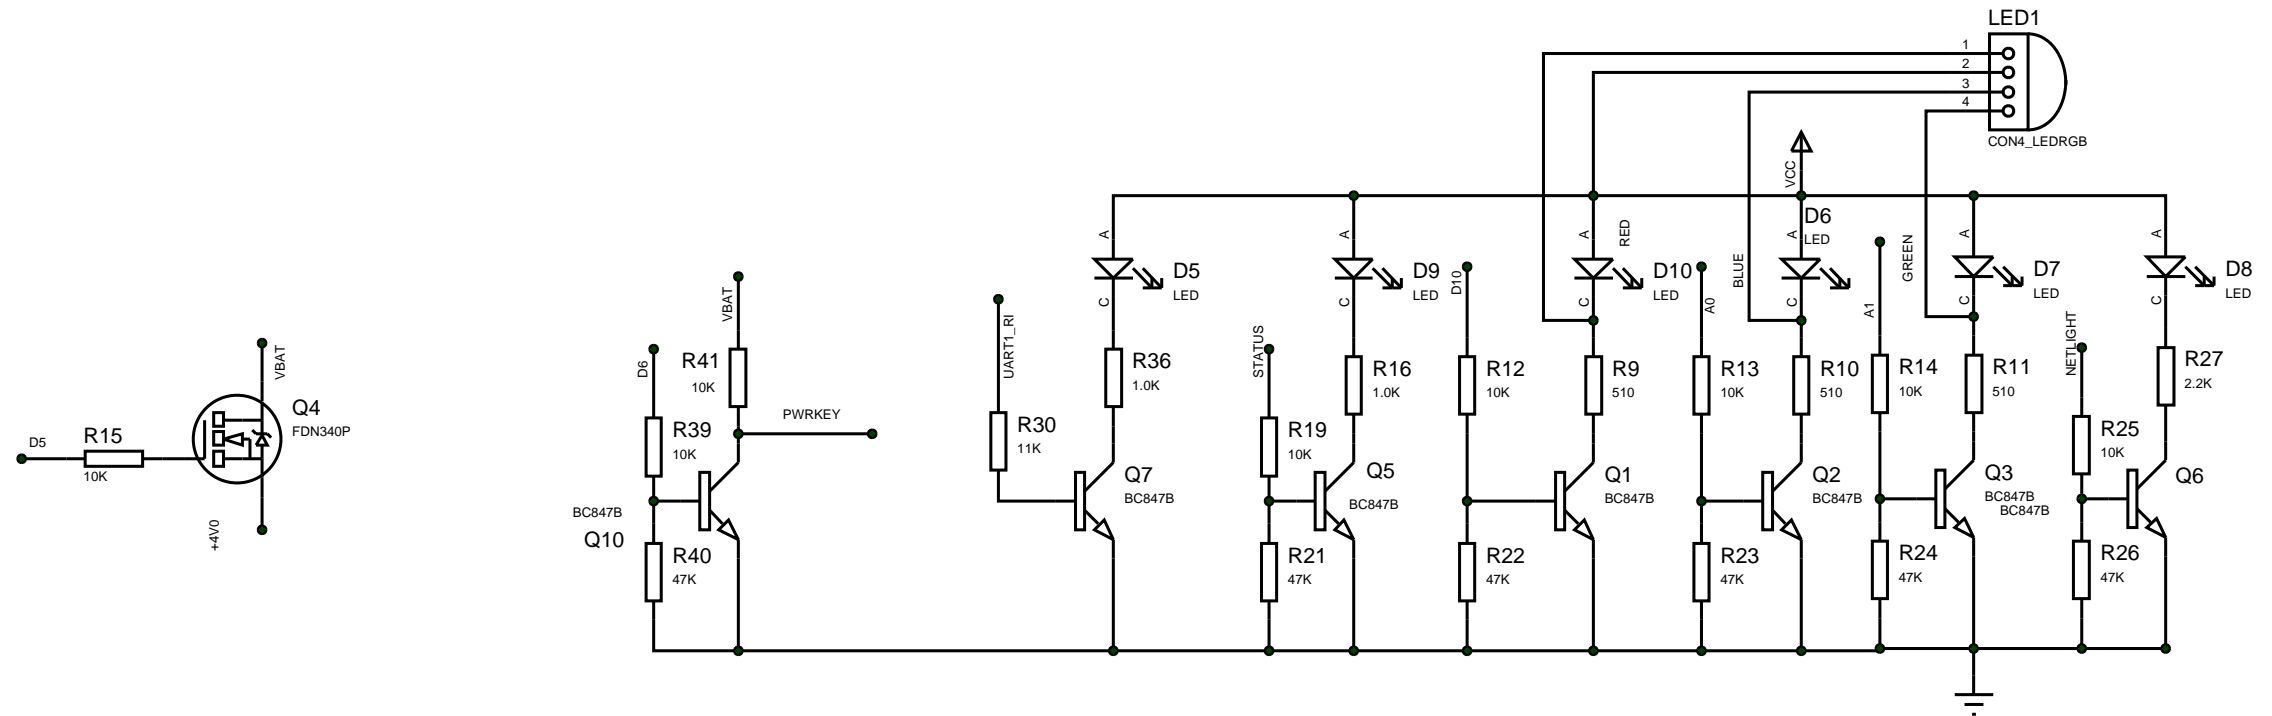 LED1
1
2
3
4
CON4_LEDRGB
VCC
D6
LED
A
A
A
RED
A
A
A
BLUE
GREEN
D5
LED
D9
LED
D10
D10
LED
A0
A1
D7
LED
D8
LED
C
C
C
C
C
C
VBAT
UART1_RI
STATUS
NETLIGHT
D6
R41
10K
R36
1.0K
R16
1.0K
R12
10K
R9
510
R13
10K
R10
510
R14
10K
R11
510
R27
2.2K
VBAT
Q4
FDN340P
D5
R15
10K
+4V0
PWRKEY
R39
10K
R30
11K
R19
10K
R25
10K
BC847B
Q10
Q7
BC847B
Q5
BC847B
Q1
BC847B
Q2
BC847B
Q3
BC847B
BC847B
Q6
R40
47K
R21
47K
R22
47K
R23
47K
R24
47K
R26
47K